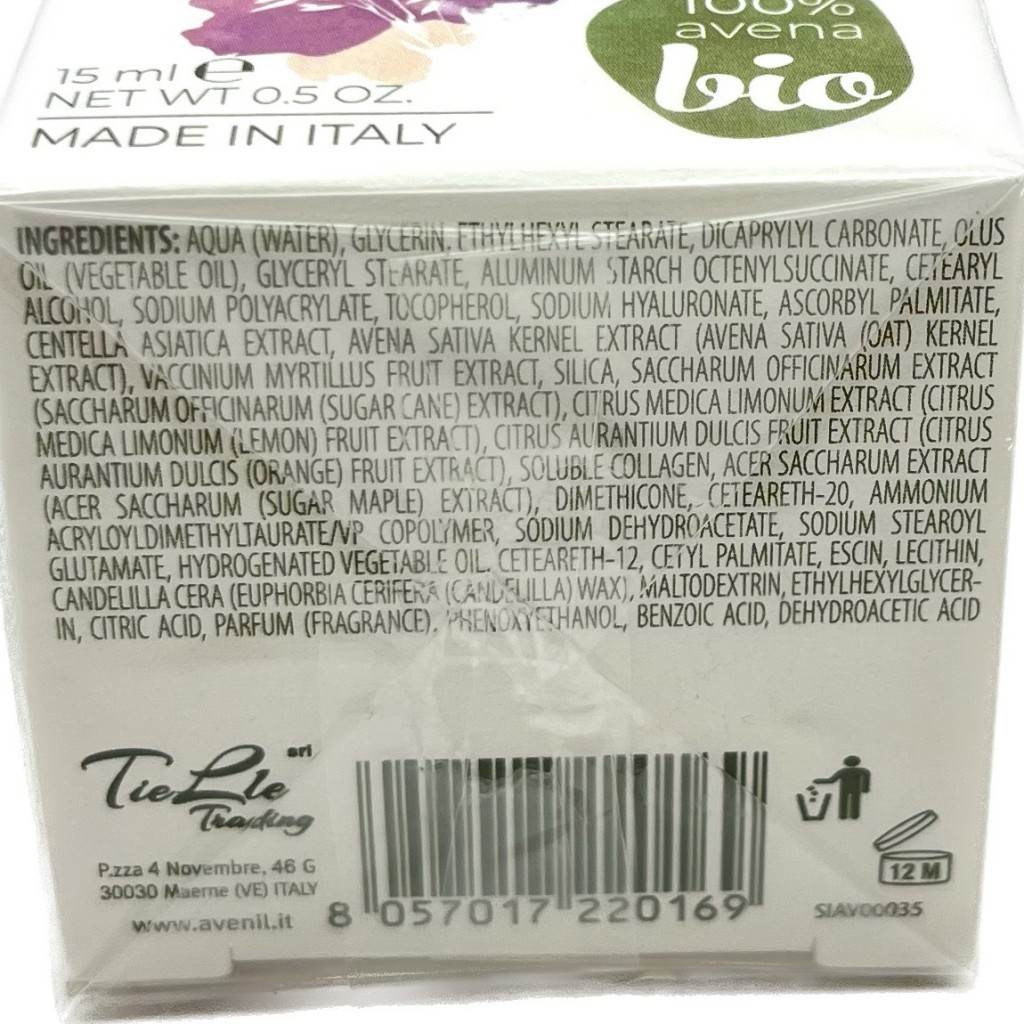 100%
avena
bio
15 ml e
NET WT 0.5 OZ.
MADE IN ITALY
INGREDIENTS: AQUA (WATER), GLYCERIN, ETHYLHEXYL STEARATE, DICAPRYLYL CARBONATE, OLUS
OIL (VEGETABLE OIL), GLYCERYL STEARATE, ALUMINUM STARCH OCTENYLSUCCINATE, CETEARYL
ALCOHOL, SODIUM POLYACRYLATE, TOCOPHEROL, SODIUM HYALURONATE, ASCORBYL PALMITATE,
CENTELLA ASIATICA EXTRACT, AVENA SATIVA KERNEL EXTRACT (AVENA SATIVA (OAT) KERNEL
EXTRACT), VACCINIUM MYRTILLUS FRUIT EXTRACT, SILICA, SACCHARUM OFFICINARUM EXTRACT
(SACCHARUM OFFICINARUM (SUGAR CANE) EXTRACT), CITRUS MEDICA LIMONUM EXTRACT (CITRUS
MEDICA LIMONUM (LEMON) FRUIT EXTRACT), CITRUS AURANTIUM DULCIS FRUIT EXTRACT (CITRUS
AURANTIUM DULCIS (ORANGE) FRUIT EXTRACT), SOLUBLE COLLAGEN, ACER SACCHARUM EXTRACT
(ACER SACCHARUM (SUGAR MAPLE) EXTRACT), DIMETHICONE, CETEARETH-20, AMMONIUM
ACRYLOYLDIMETHYLTAURATE/VP COPOLYMER, SODIUM DEHYDROACETATE, SODIUM STEAROYL
GLUTAMATE, HYDROGENATED VEGETABLE OIL, CETEARETH-12, CETYL PALMITATE, ESCIN, LECITHIN,
CANDELILLA CERA (EUPHORBIA CERIFERA (CANDELILLA) WAX), MALTODEXTRIN, ETHYLHEXYLGLYCER-
IN, CITRIC ACID, PARFUM (FRAGRANCE), PHENOXYETHANOL, BENZOIC ACID, DEHYDROACETIC ACID
TieLle srl
Trading
P.zza 4 Novembre, 46 G
30030 Maerne (VE) ITALY
www.avenil.it
8 057017 220169
12 M
SIAV00035